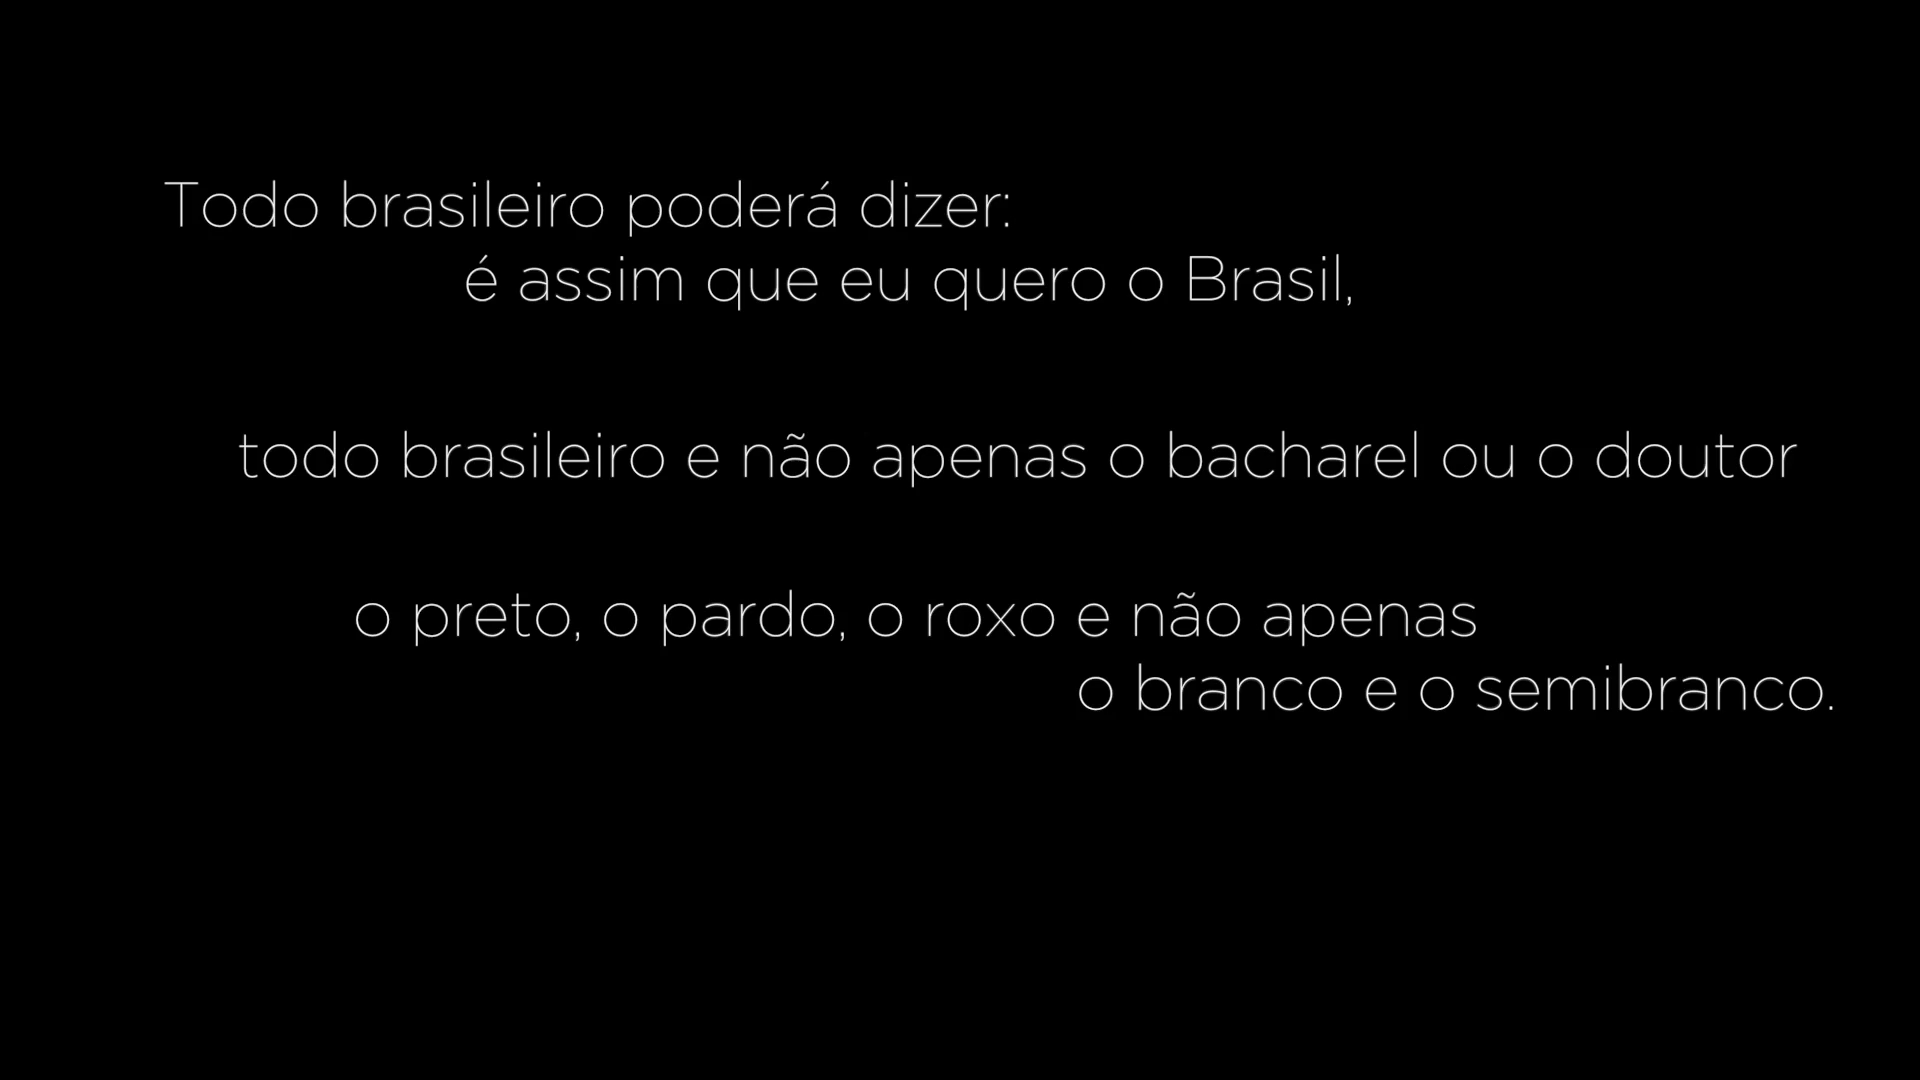 Todo brasileiro poderá dizer:
é assim que eu quero o Brasil,
todo brasileiro e não apenas o bacharel ou o doutor
o preto, o pardo, o roxo e não apenas
o branco e o semibranco.